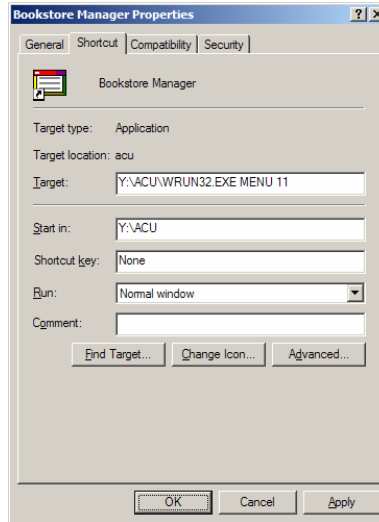 Bookstore Manager Properties
General Shortcut Compatibility Security
Bookstore Manager
Target type: Application
Target location: acu
Target: Y:\ACU\WRUN32.EXE MENU 11
Start in: Y:\ACU
Shortcut key: None
Run: Normal window
Comment:
Find Target... Change Icon... Advanced...
OK Cancel Apply